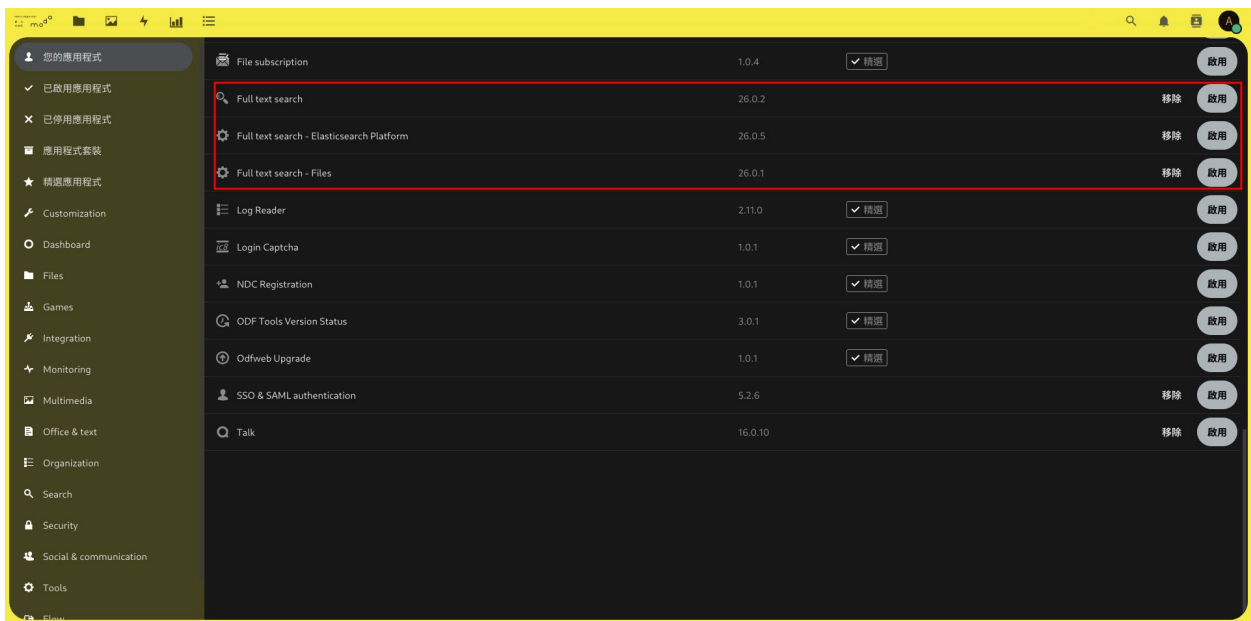 moda
您的應用程式
已啟用應用程式
已停用應用程式
應用程式套裝
精選應用程式
Customization
Dashboard
Files
Games
Integration
Monitoring
Multimedia
Office & text
Organization
Search
Security
Social & communication
Tools
Flow
File subscription 1.0.4 ✔ 精選 啟用
Full text search 26.0.2 移除 啟用
Full text search - Elasticsearch Platform 26.0.5 移除 啟用
Full text search - Files 26.0.1 移除 啟用
Log Reader 2.11.0 ✔ 精選 啟用
Login Captcha 1.0.1 ✔ 精選 啟用
NDC Registration 1.0.1 ✔ 精選 啟用
ODF Tools Version Status 3.0.1 ✔ 精選 啟用
Odfweb Upgrade 1.0.1 ✔ 精選 啟用
SSO & SAML authentication 5.2.6 移除 啟用
Talk 16.0.10 移除 啟用
A